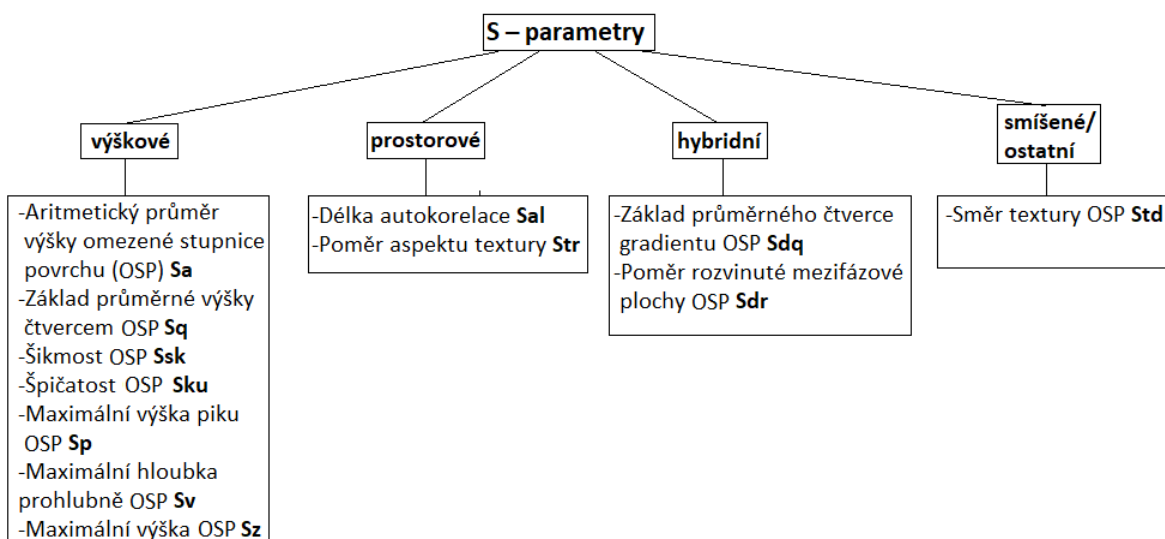 S – parametry
výškové
prostorové
hybridní
smíšené/
ostatní
-Aritmetický průměr
výšky omezené stupnice
povrchu (OSP) Sa
-Základ průměrné výšky
čtvercem OSP Sq
-Šikmost OSP Ssk
-Špičatost OSP Sku
-Maximální výška piku
OSP Sp
-Maximální hloubka
prohlubně OSP Sv
-Maximální výška OSP Sz
-Délka autokorelace Sal
-Poměr aspektu textury Str
-Základ průměrného čtverce
gradientu OSP Sdq
-Poměr rozvinuté mezifázové
plochy OSP Sdr
-Směr textury OSP Std